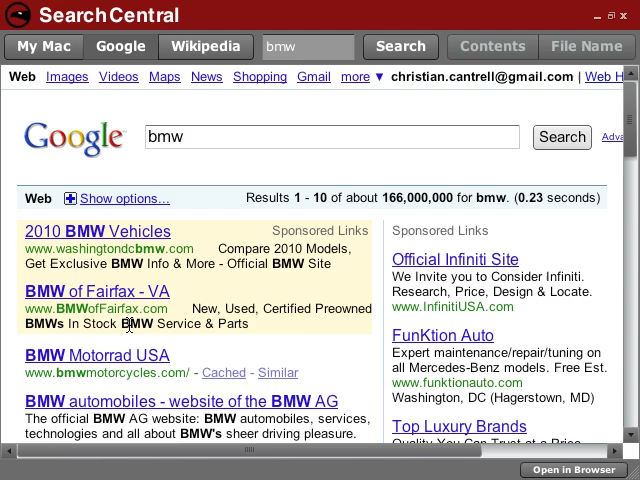 SearchCentral
My Mac Google Wikipedia bmw Search Contents File Name
Web Images Videos Maps News Shopping Gmail more ▼ christian.cantrell@gmail.com | Web H
Google bmw Search Adva
Web Show options... Results 1 - 10 of about 166,000,000 for bmw. (0.23 seconds)
2010 BMW Vehicles Sponsored Links
www.washingtondcbmw.com Compare 2010 Models,
Get Exclusive BMW Info & More - Official BMW Site
BMW of Fairfax - VA
www.BMWofFairfax.com New, Used, Certified Preowned
BMWs In Stock BMW Service & Parts
BMW Motorrad USA
www.bmwmotorcycles.com/ - Cached - Similar
BMW automobiles - website of the BMW AG
The official BMW AG website: BMW automobiles, services,
technologies and all about BMW's sheer driving pleasure.
Sponsored Links
Official Infiniti Site
We Invite you to Consider Infiniti.
Research, Price, Design & Locate.
www.InfinitiUSA.com
FunKtion Auto
Expert maintenance/repair/tuning on
all Mercedes-Benz models. Free Est.
www.funktionauto.com
Washington, DC (Hagerstown, MD)
Top Luxury Brands
Quality You Can Trust at a Price
Open in Browser